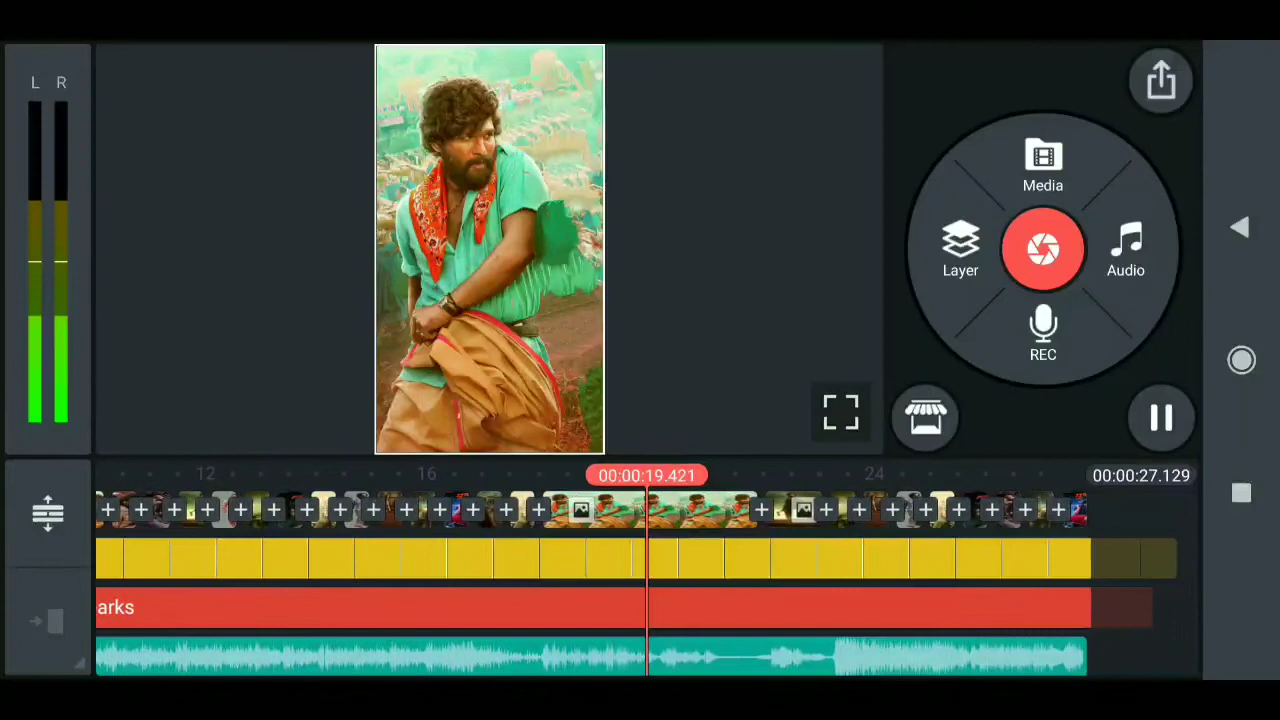 L R
Media
Layer
Audio
REC
12
16
00:00:19.421
24
00:00:27.129
arks